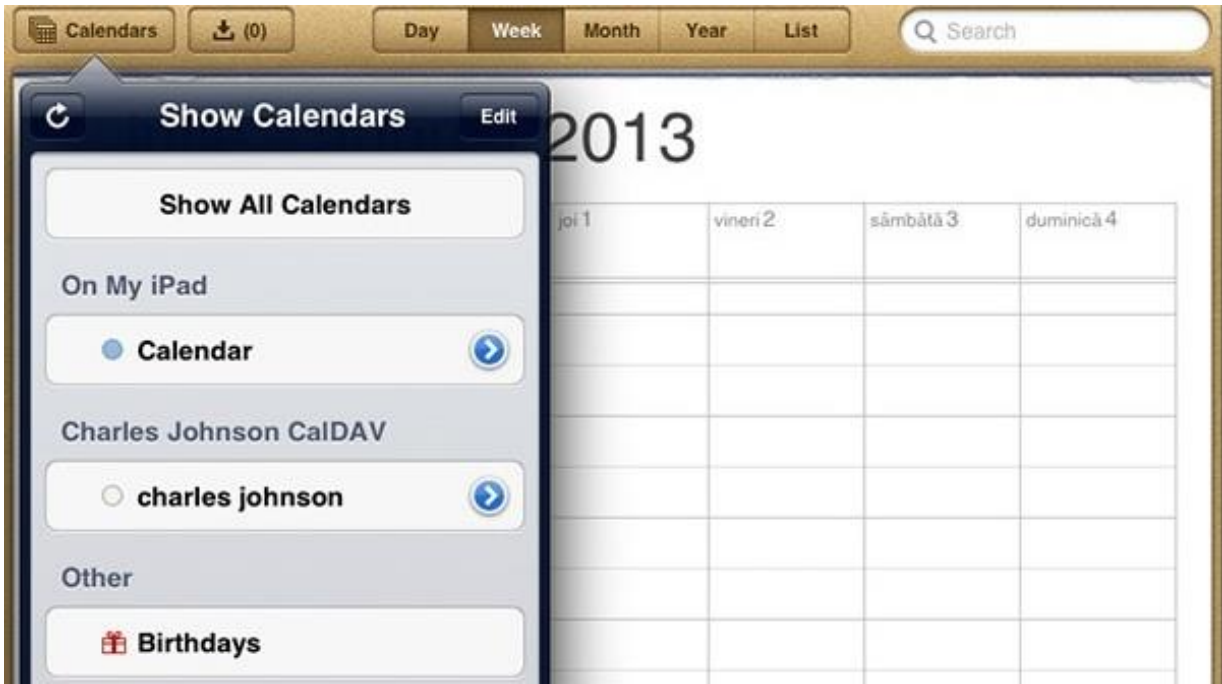 Calendars (0) Day Week Month Year List Search
Show Calendars Edit
2013
Show All Calendars
joi 1 vineri 2 sâmbătă 3 duminică 4
On My iPad
Calendar
Charles Johnson CalDAV
charles johnson
Other
Birthdays